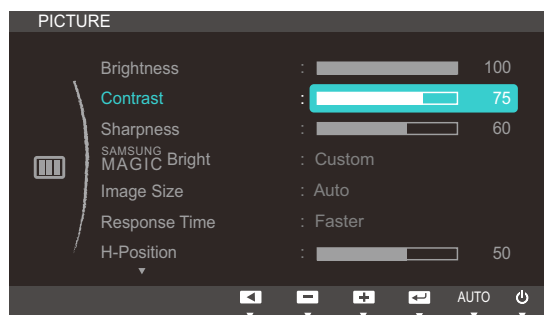 PICTURE
Brightness : 100
Contrast : 75
Sharpness : 60
SAMSUNG MAGIC Bright : Custom
Image Size : Auto
Response Time : Faster
H-Position : 50
AUTO